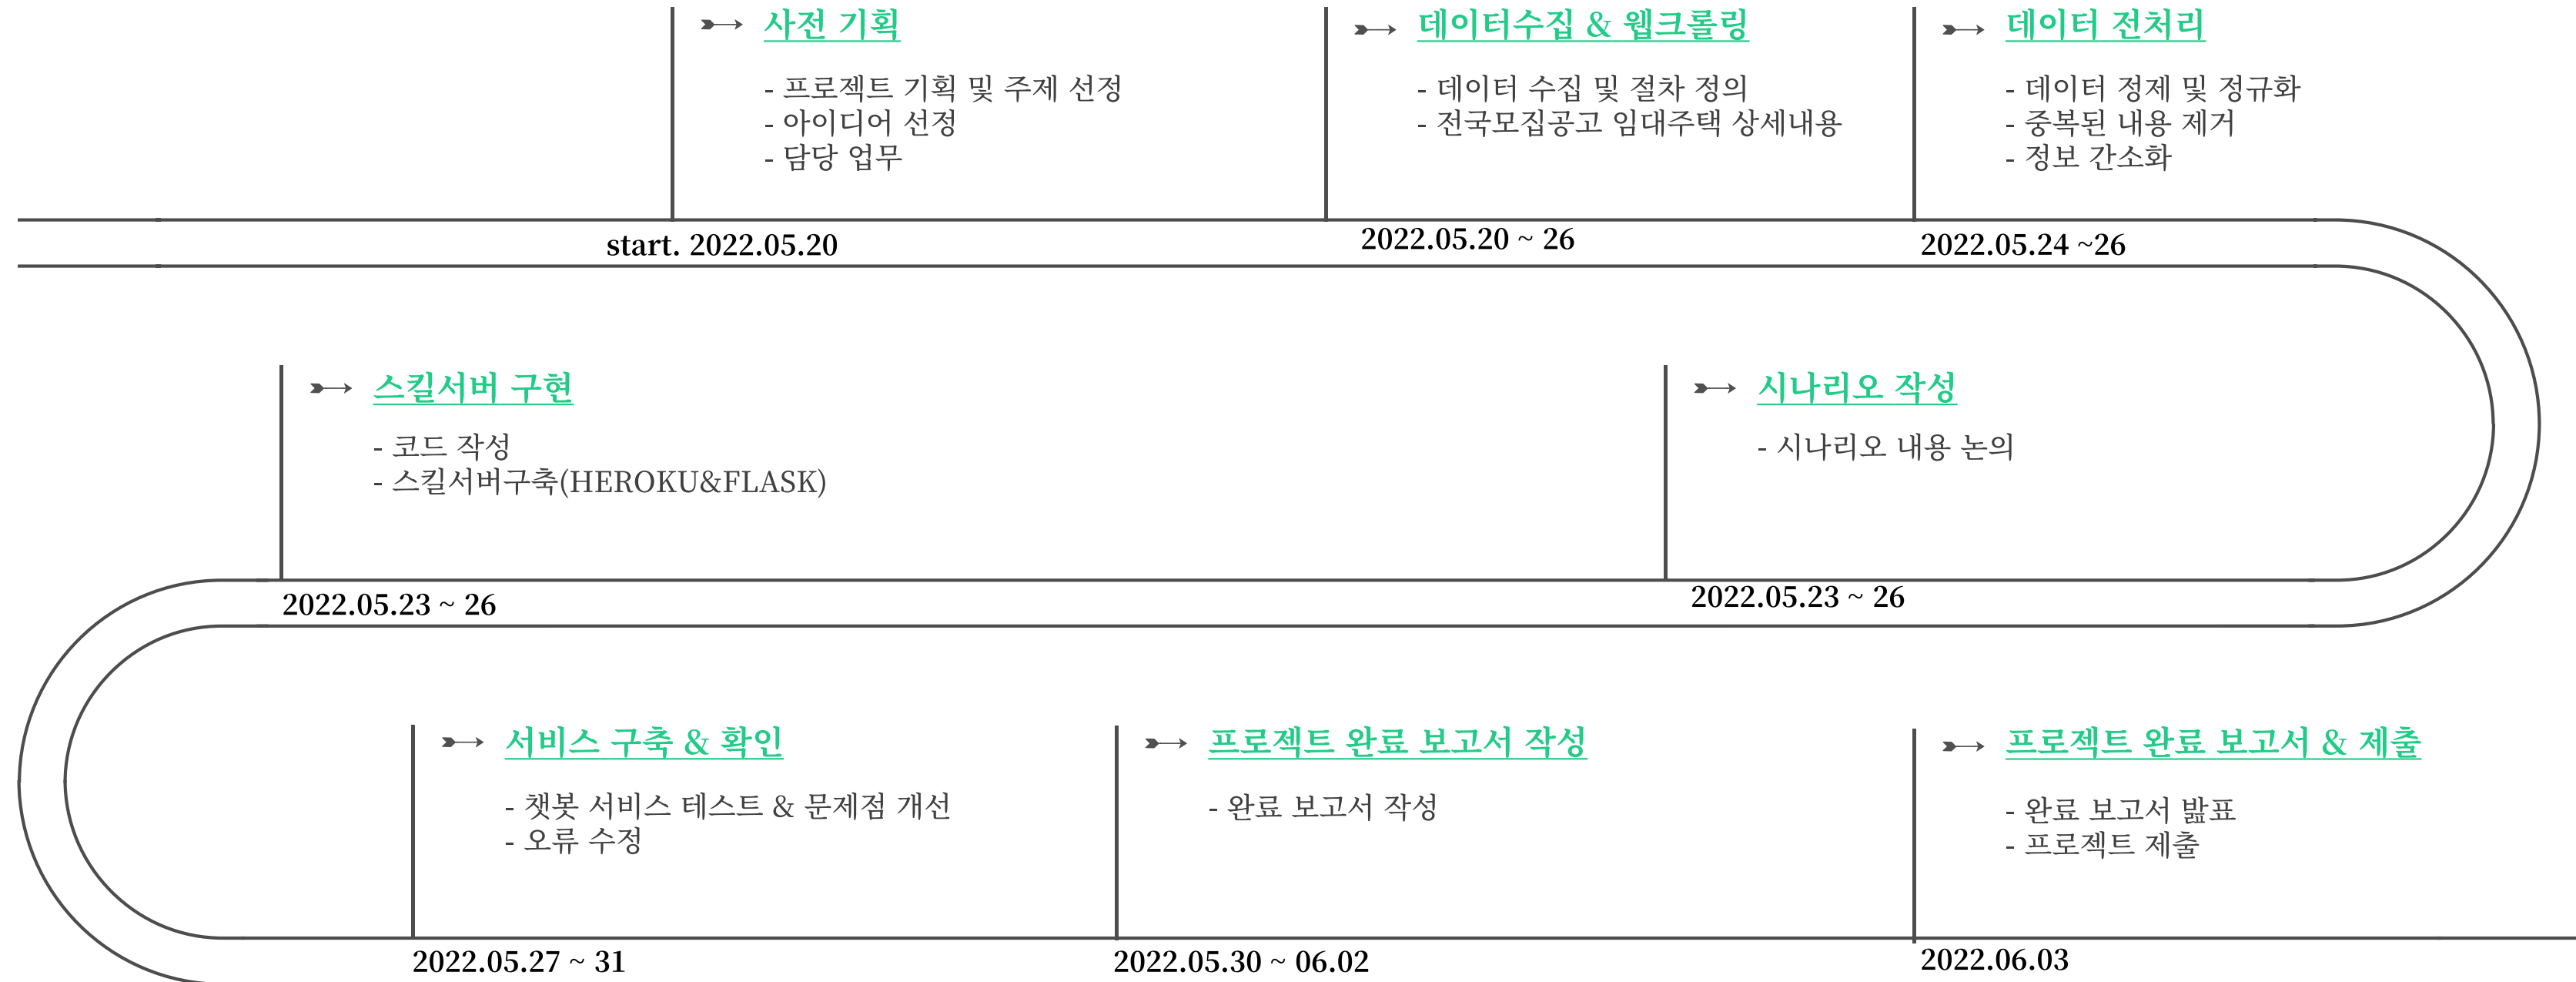 사전 기획
- 프로젝트 기획 및 주제 선정
- 아이디어 선정
- 담당 업무
start. 2022.05.20
데이터수집 & 웹크롤링
- 데이터 수집 및 절차 정의
- 전국모집공고 임대주택 상세내용
2022.05.20 ~ 26
데이터 전처리
- 데이터 정제 및 정규화
- 중복된 내용 제거
- 정보 간소화
2022.05.24 ~26
시나리오 작성
- 시나리오 내용 논의
2022.05.23 ~ 26
스킬서버 구현
- 코드 작성
- 스킬서버구축(HEROKU&FLASK)
2022.05.23 ~ 26
서비스 구축 & 확인
- 챗봇 서비스 테스트 & 문제점 개선
- 오류 수정
2022.05.27 ~ 31
프로젝트 완료 보고서 작성
- 완료 보고서 작성
2022.05.30 ~ 06.02
프로젝트 완료 보고서 & 제출
- 완료 보고서 밢표
- 프로젝트 제출
2022.06.03